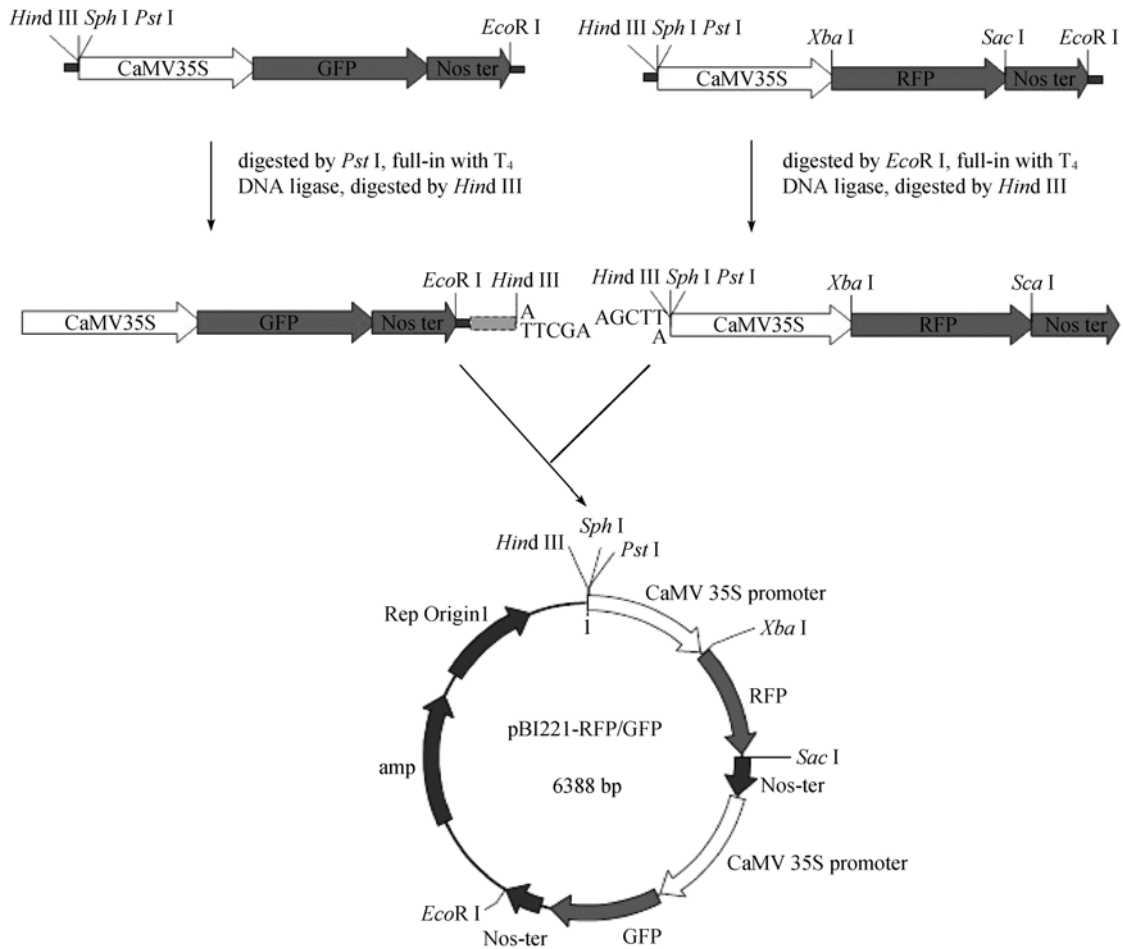 Hind III Sph I Pst I
EcoR I
CaMV35S
GFP
Nos ter
Hind III Sph I Pst I
Xba I
Sac I
EcoR I
CaMV35S
RFP
Nos ter
digested by Pst I, full-in with T4
DNA ligase, digested by Hind III
digested by EcoR I, full-in with T4
DNA ligase, digested by Hind III
EcoR I
Hind III
CaMV35S
GFP
Nos ter
A
TTCGA
Hind III Sph I Pst I
Xba I
Sca I
AGCTT
A
CaMV35S
RFP
Nos ter
Sph I
Hind III
Pst I
CaMV 35S promoter
Rep Origin1
1
Xba I
RFP
pBI221-RFP/GFP
Sac I
amp
6388 bp
Nos-ter
CaMV 35S promoter
EcoR I
Nos-ter
GFP